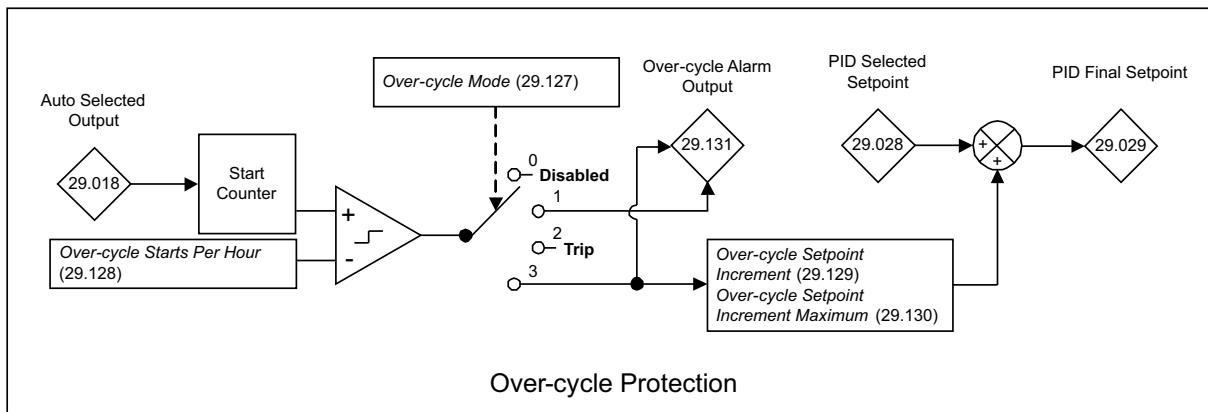 Auto Selected
Output
29.018
Start
Counter
Over-cycle Starts Per Hour
(29.128)
+
-
Over-cycle Mode (29.127)
0
Disabled
1
2
Trip
3
Over-cycle Alarm
Output
29.131
Over-cycle Setpoint
Increment (29.129)
Over-cycle Setpoint
Increment Maximum (29.130)
PID Selected
Setpoint
29.028
+
+
PID Final Setpoint
29.029
Over-cycle Protection